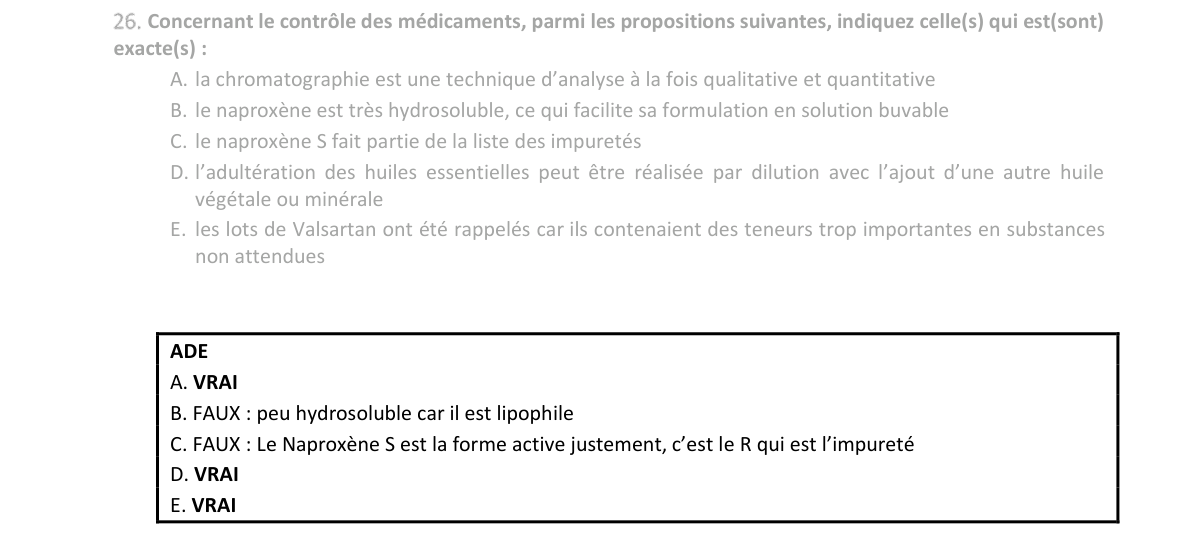 26. Concernant le contrôle des médicaments, parmi les propositions suivantes, indiquez celle(s) qui est(sont)
exacte(s) :
A. la chromatographie est une technique d’analyse à la fois qualitative et quantitative
B. le naproxène est très hydrosoluble, ce qui facilite sa formulation en solution buvable
C. le naproxène S fait partie de la liste des impuretés
D. l’adultération des huiles essentielles peut être réalisée par dilution avec l’ajout d’une autre huile
végétale ou minérale
E. les lots de Valsartan ont été rappelés car ils contenaient des teneurs trop importantes en substances
non attendues
ADE
A. VRAI
B. FAUX : peu hydrosoluble car il est lipophile
C. FAUX : Le Naproxène S est la forme active justement, c’est le R qui est l’impureté
D. VRAI
E. VRAI